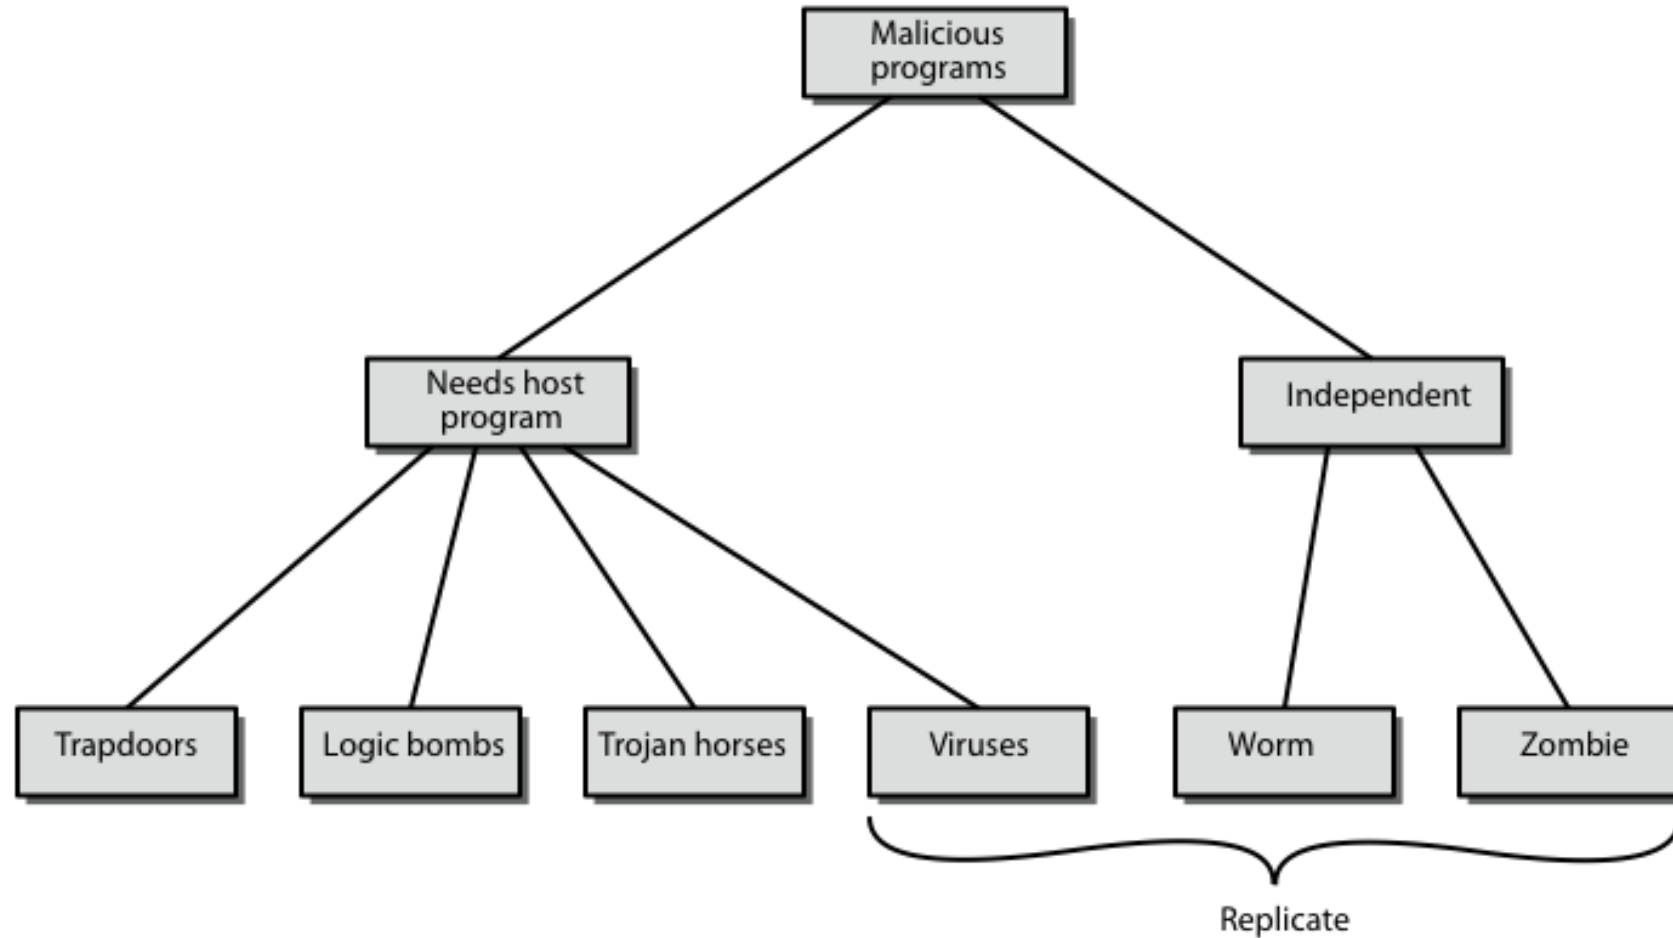 Malicious
programs
Needs host
program
Independent
Trapdoors
Logic bombs
Trojan horses
Viruses
Worm
Zombie
Replicate